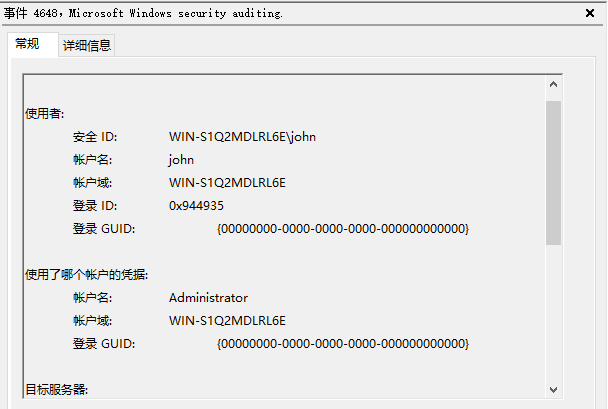 事件 4648，Microsoft Windows security auditing.
常规 详细信息
使用者:
安全 ID: WIN-S1Q2MDLRL6E\john
帐户名: john
帐户域: WIN-S1Q2MDLRL6E
登录 ID: 0x944935
登录 GUID: {00000000-0000-0000-0000-000000000000}
使用了哪个帐户的凭据:
帐户名: Administrator
帐户域: WIN-S1Q2MDLRL6E
登录 GUID: {00000000-0000-0000-0000-000000000000}
目标服务器: